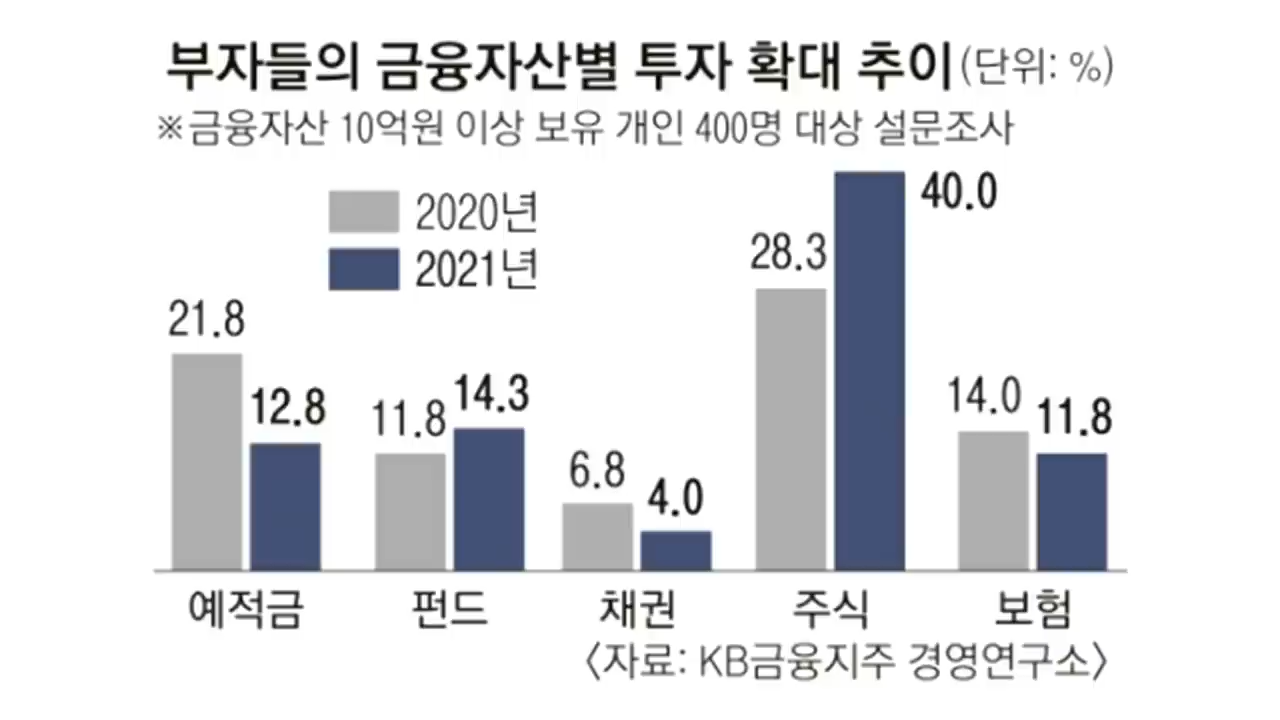 부자들의 금융자산별 투자 확대 추이(단위: %)
※금융자산 10억원 이상 보유 개인 400명 대상 설문조사
2020년
2021년
21.8
12.8
11.8
14.3
6.8
4.0
28.3
40.0
14.0
11.8
예적금 펀드 채권 주식 보험
〈자료: KB금융지주 경영연구소〉